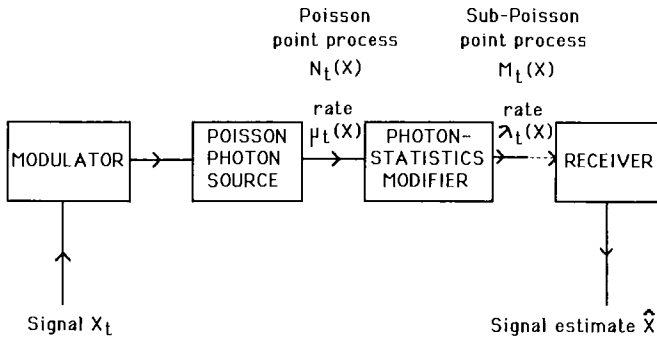 Poisson
point process
N_t(X)
Sub-Poisson
point process
M_t(X)
rate
μ_t(X)
rate
λ_t(X)
MODULATOR
POISSON
PHOTON
SOURCE
PHOTON-
STATISTICS
MODIFIER
RECEIVER
Signal X_t
Signal estimate X̂